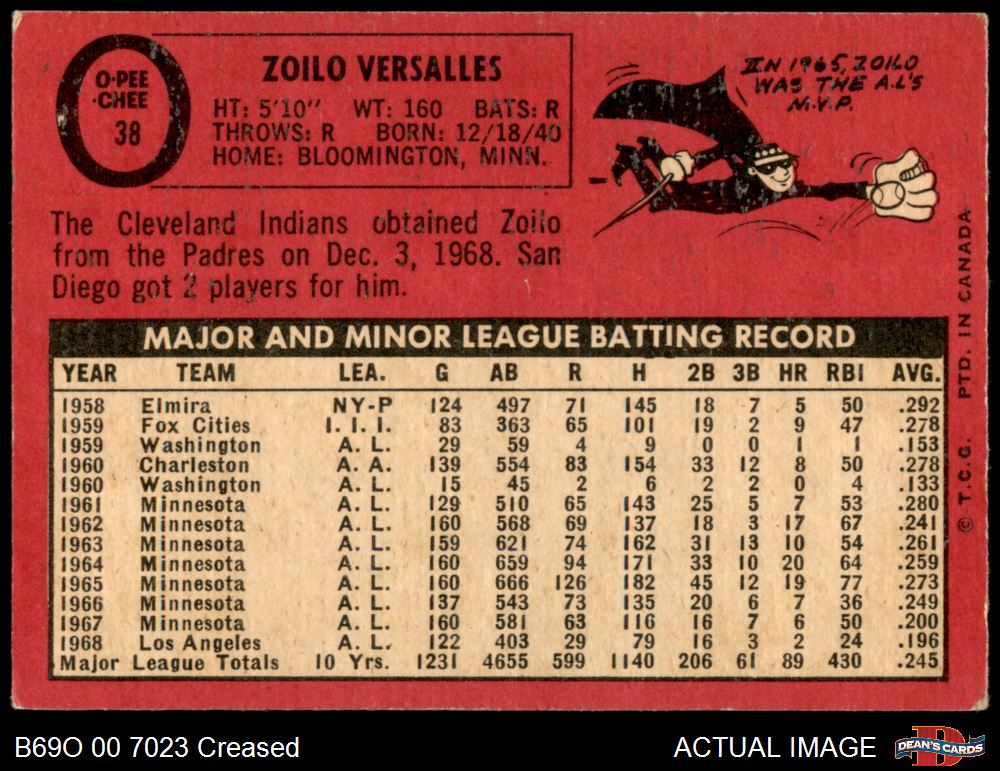 O-PEE
-CHEE
38
ZOILO VERSALLES
HT: 5'10" WT: 160 BATS: R
THROWS: R BORN: 12/18/40
HOME: BLOOMINGTON, MINN.
IN 1965, ZOILO
WAS THE A.L'S
M.V.P.
The Cleveland Indians obtained Zoilo
from the Padres on Dec. 3, 1968. San
Diego got 2 players for him.
MAJOR AND MINOR LEAGUE BATTING RECORD
YEAR TEAM LEA. G AB R H 2B 3B HR RBI AVG.
1958 Elmira NY-P 124 497 71 145 18 7 5 50 .292
1959 Fox Cities I. I. I. 83 363 65 101 19 2 9 47 .278
1959 Washington A. L. 29 59 4 9 0 0 1 1 .153
1960 Charleston A. A. 139 554 83 154 33 12 8 50 .278
1960 Washington A. L. 15 45 2 6 2 2 0 4 .133
1961 Minnesota A. L. 129 510 65 143 25 5 7 53 .280
1962 Minnesota A. L. 160 568 69 137 18 3 17 67 .241
1963 Minnesota A. L. 159 621 74 162 31 13 10 54 .261
1964 Minnesota A. L. 160 659 94 171 33 10 20 64 .259
1965 Minnesota A. L. 160 666 126 182 45 12 19 77 .273
1966 Minnesota A. L. 137 543 73 135 20 6 7 36 .249
1967 Minnesota A. L. 160 581 63 116 16 7 6 50 .200
1968 Los Angeles A. L. 122 403 29 79 16 3 2 24 .196
Major League Totals 10 Yrs. 1231 4655 599 1140 206 61 89 430 .245
© T.C.G. PTD. IN CANADA
B69O 00 7023 Creased
ACTUAL IMAGE
DEAN'S CARDS